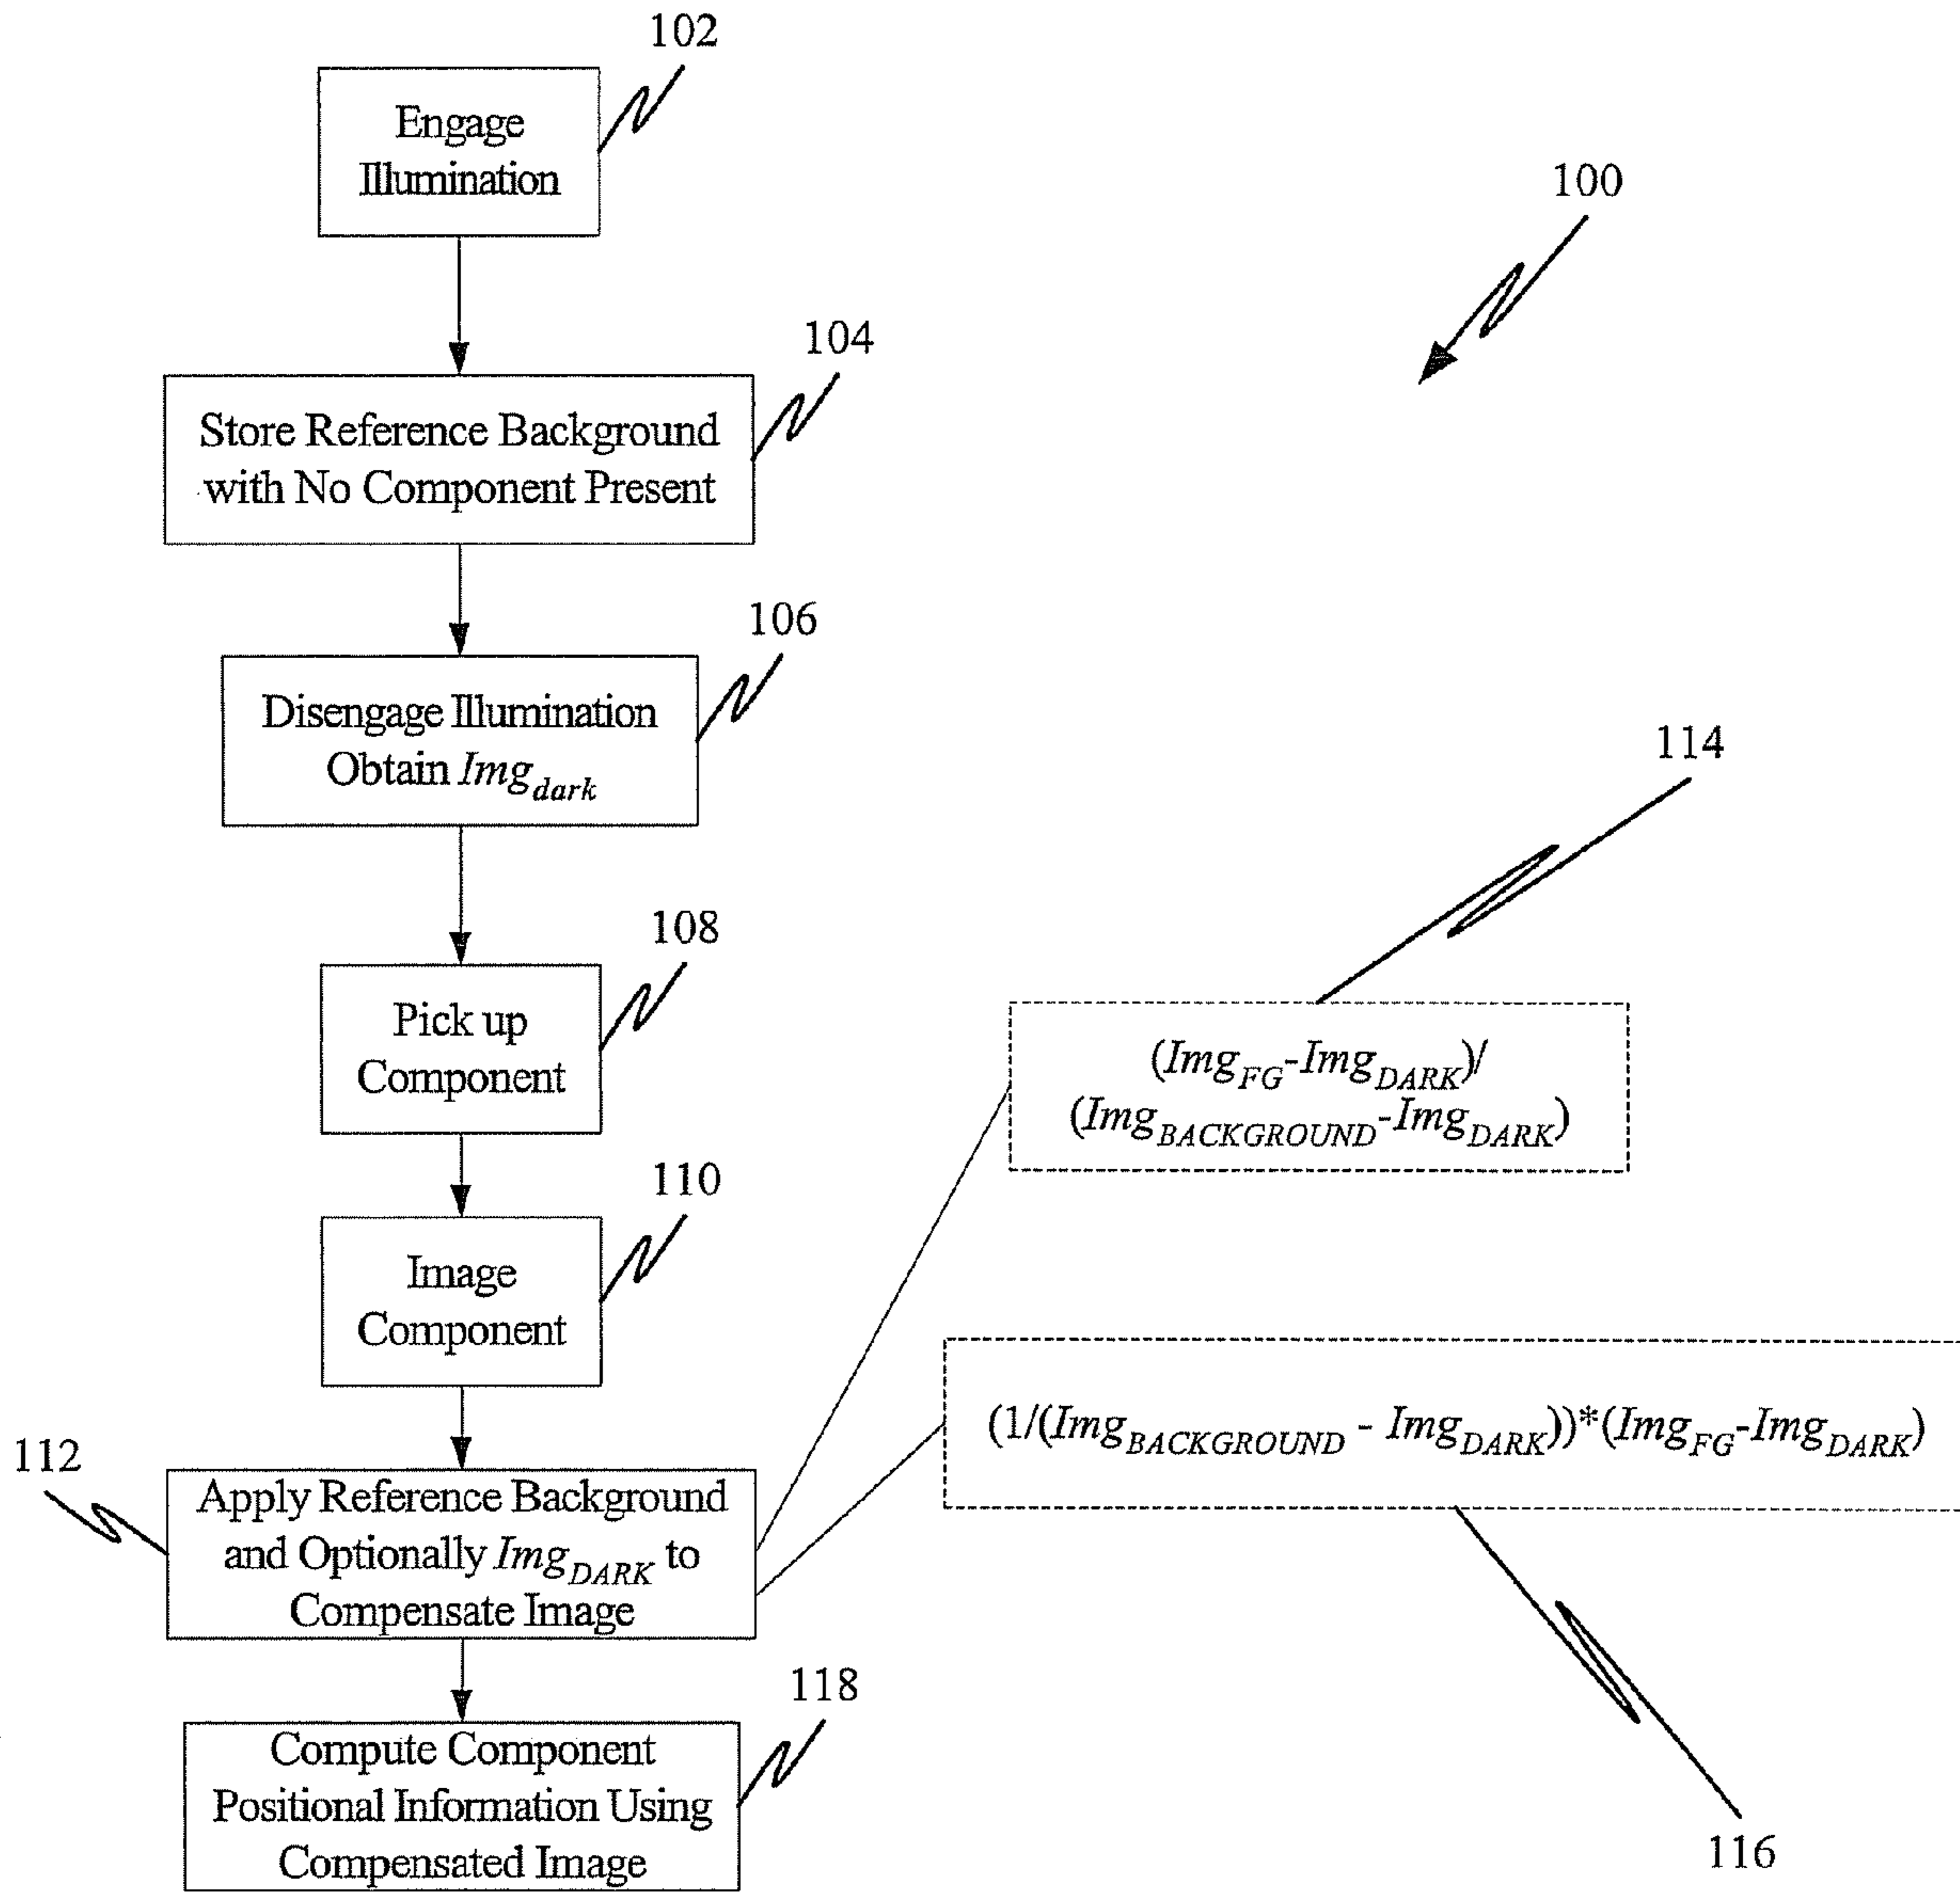 102
Engage
Illumination
100
104
Store Reference Background
with No Component Present
106
Disengage Illumination
Obtain Img_dark
114
108
Pick up
Component
(Img_FG-Img_DARK)/
(Img_BACKGROUND-Img_DARK)
110
Image
Component
(1/(Img_BACKGROUND - Img_DARK))*(Img_FG-Img_DARK)
112
Apply Reference Background
and Optionally Img_DARK to
Compensate Image
118
Compute Component
Positional Information Using
Compensated Image
116